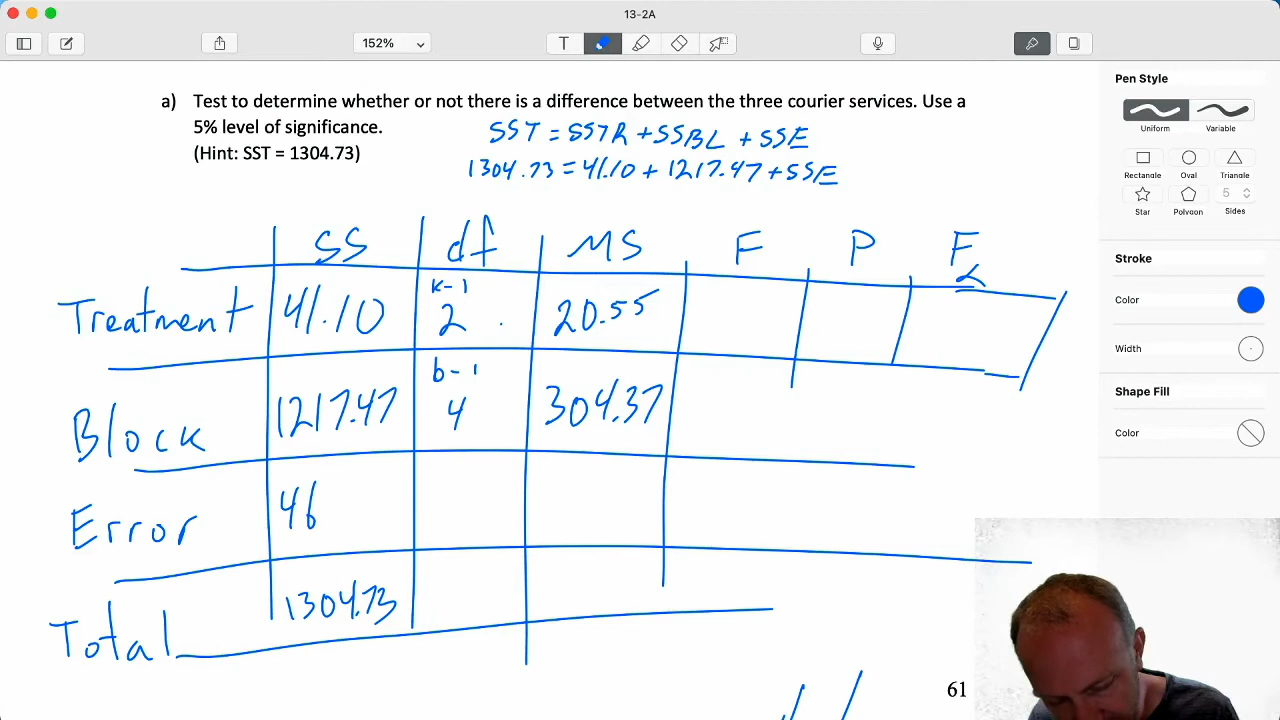 13-2A
152%
T
a) Test to determine whether or not there is a difference between the three courier services. Use a
5% level of significance.
(Hint: SST = 1304.73)
SST = SSTR + SSBL + SSE
1304.73 = 41.10 + 1217.47 + SSE
SS df MS F P Fα
Treatment 41.10 k-1 2 20.55
Block 1217.47 b-1 4 304.37
Error 46
Total 1304.73
61
Pen Style
Uniform Variable
Rectangle Oval Triangle
Star Polygon 5 Sides
Stroke
Color
Width
Shape Fill
Color